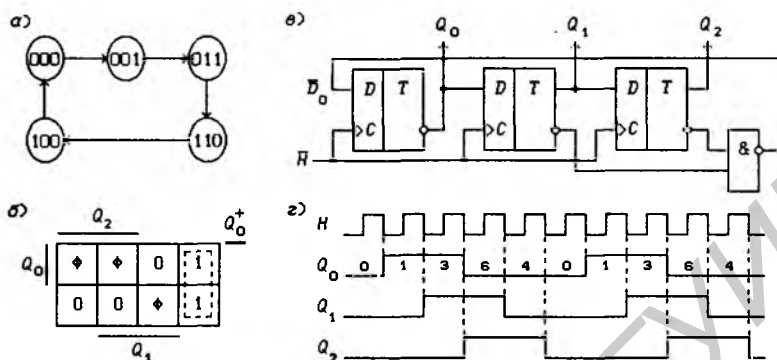 а)
000 001 011
100 110
б)
Q₂
Q₀⁺
Q₀
Φ Φ 0 1
0 0 Φ 1
Q₁
в)
Q₀ Q₁ Q₂
D̅₀ D T D T D T
C C C
H̅
&
г)
H
Q₀ 0 1 3 6 4 0 1 3 6 4
Q₁
Q₂